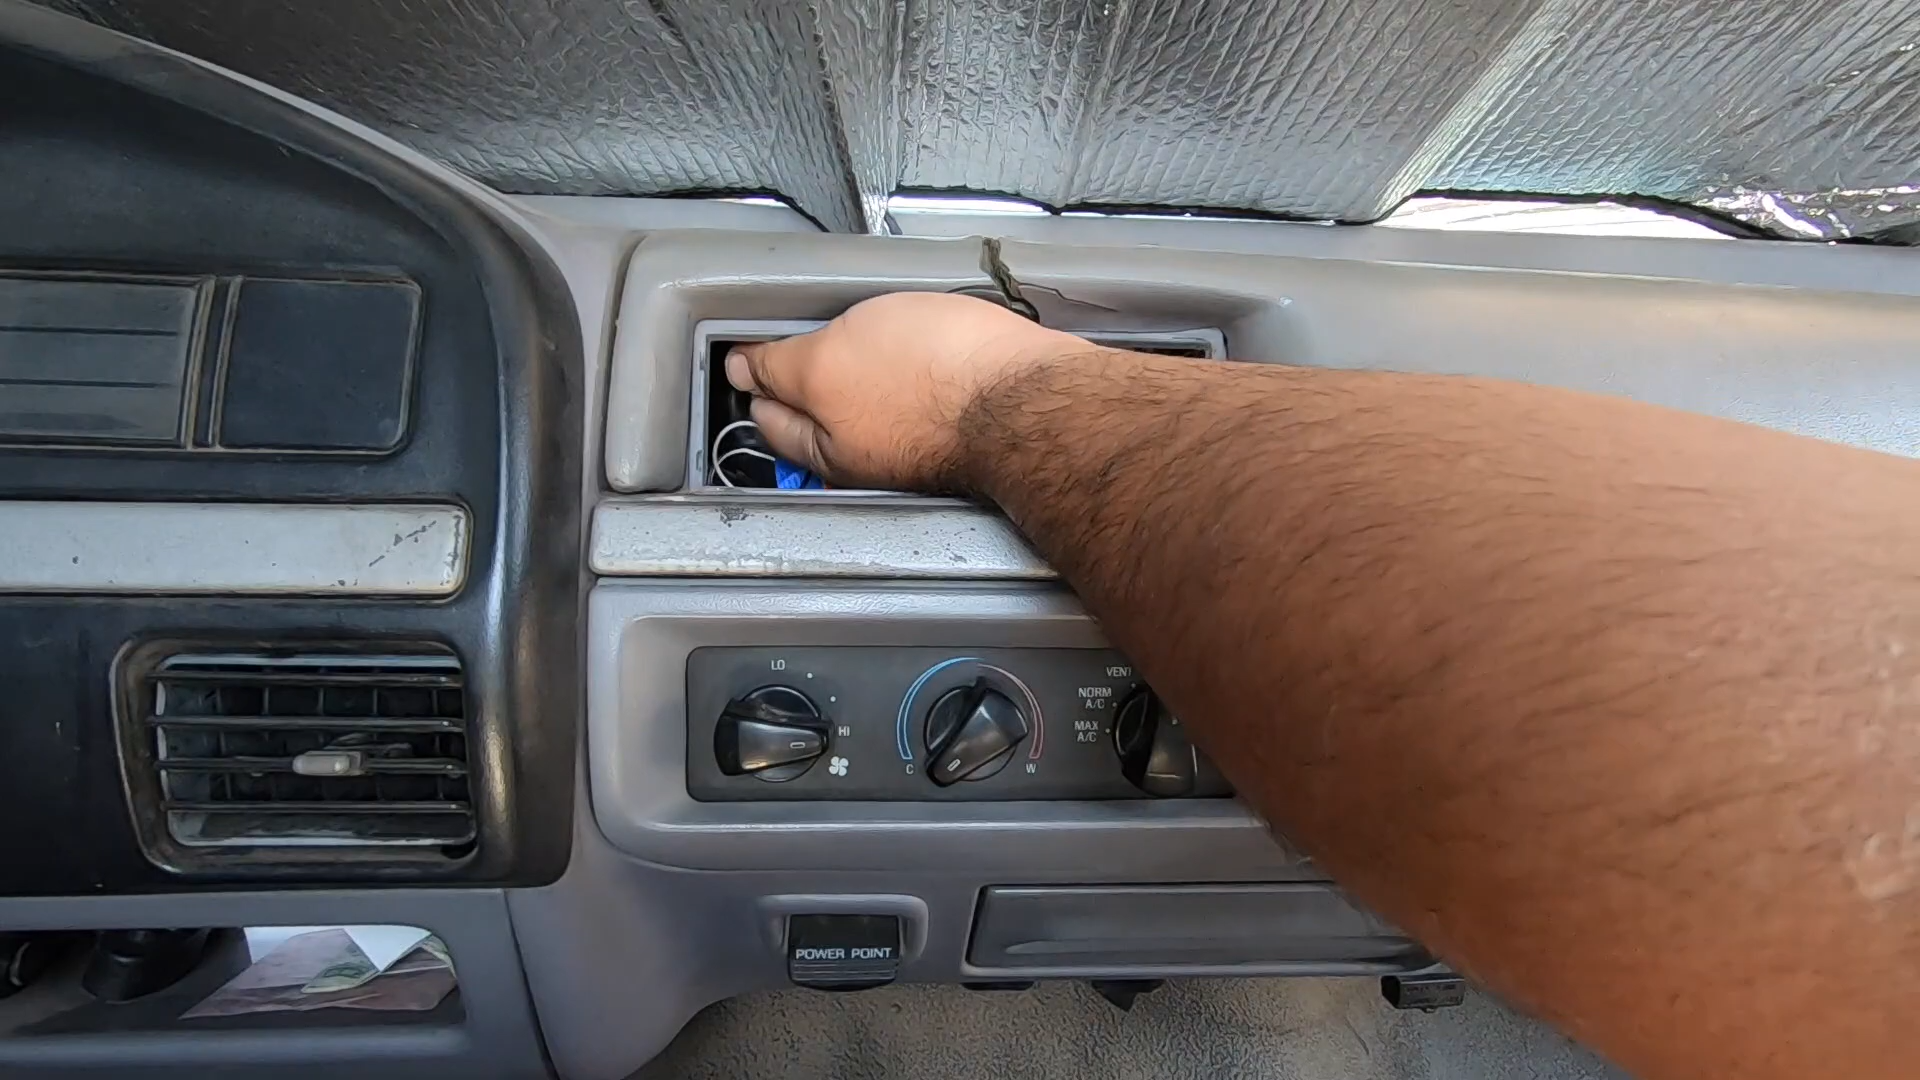 LO
HI
C
W
VENT
NORM
A/C
MAX
A/C
POWER POINT